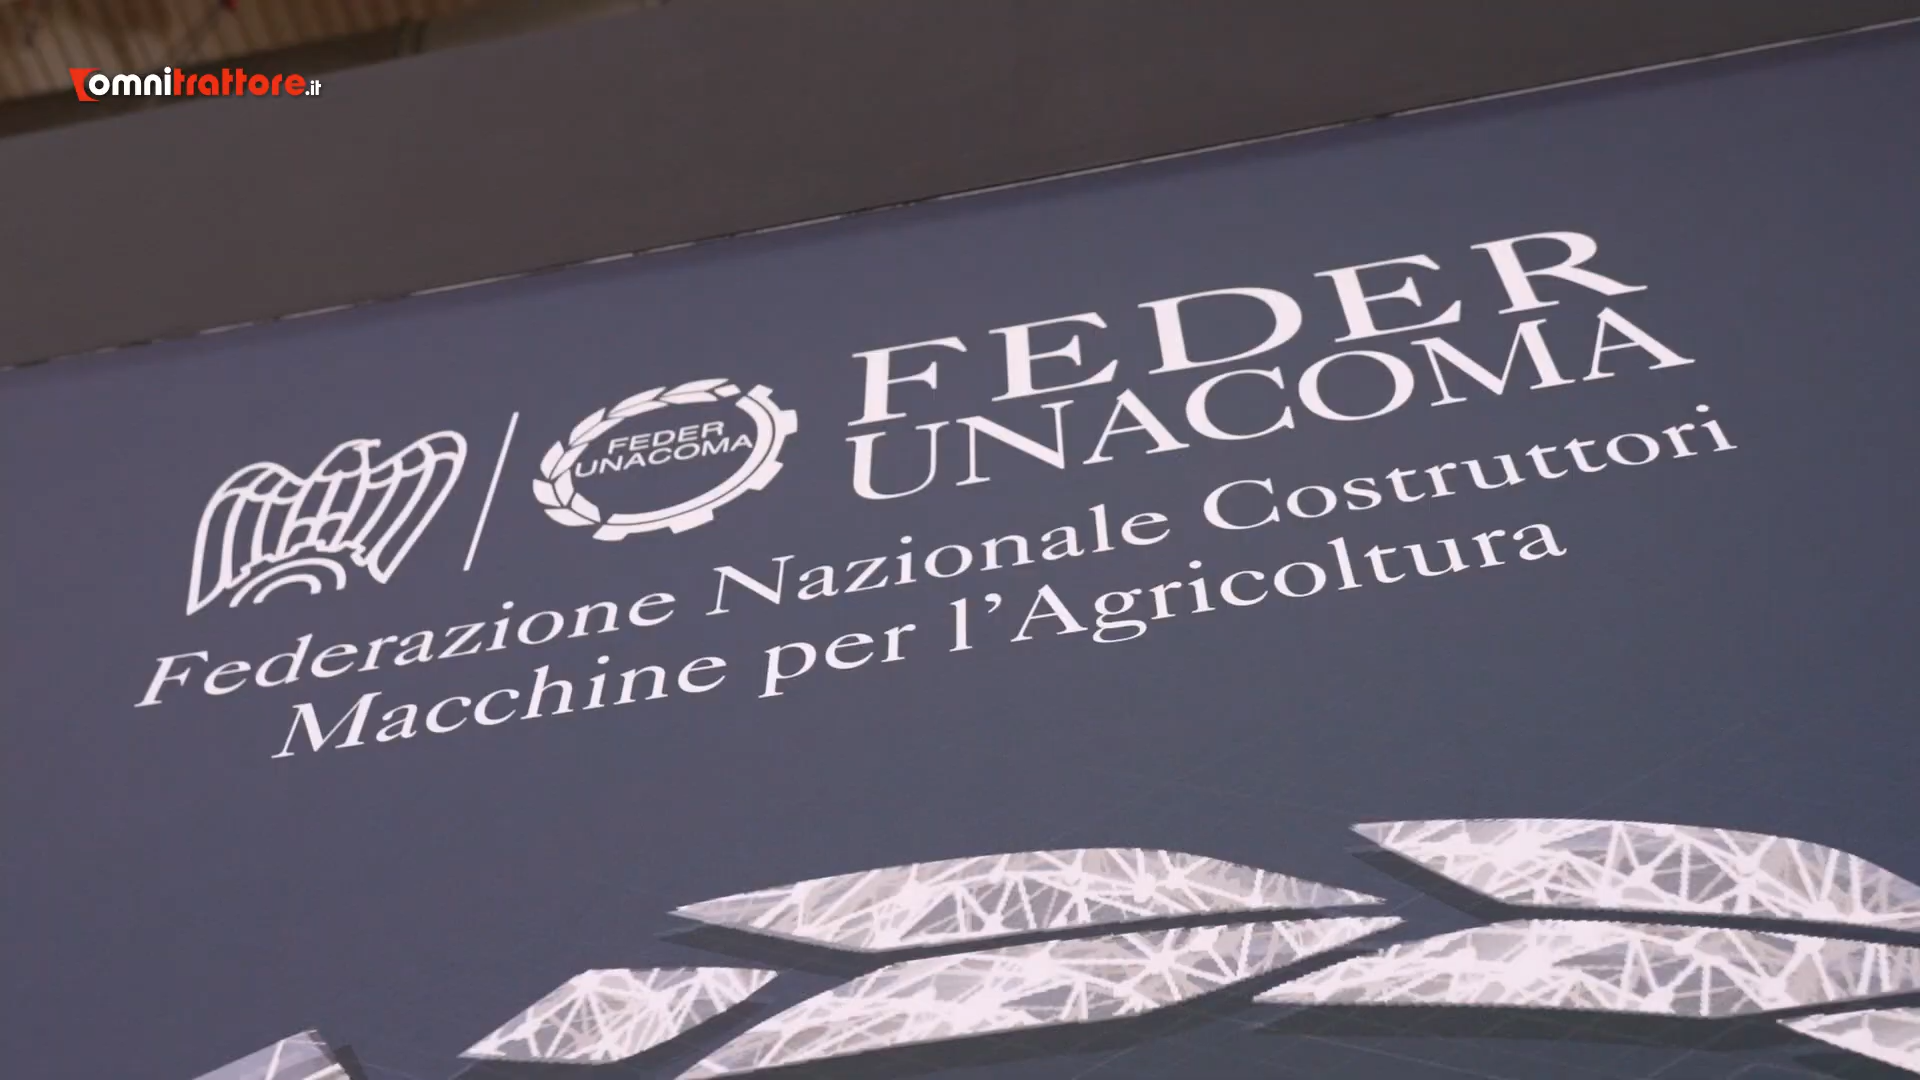 omnitrattore.it
FEDER
UNACOMA
FEDER
UNACOMA
Federazione Nazionale Costruttori
Macchine per l'Agricoltura